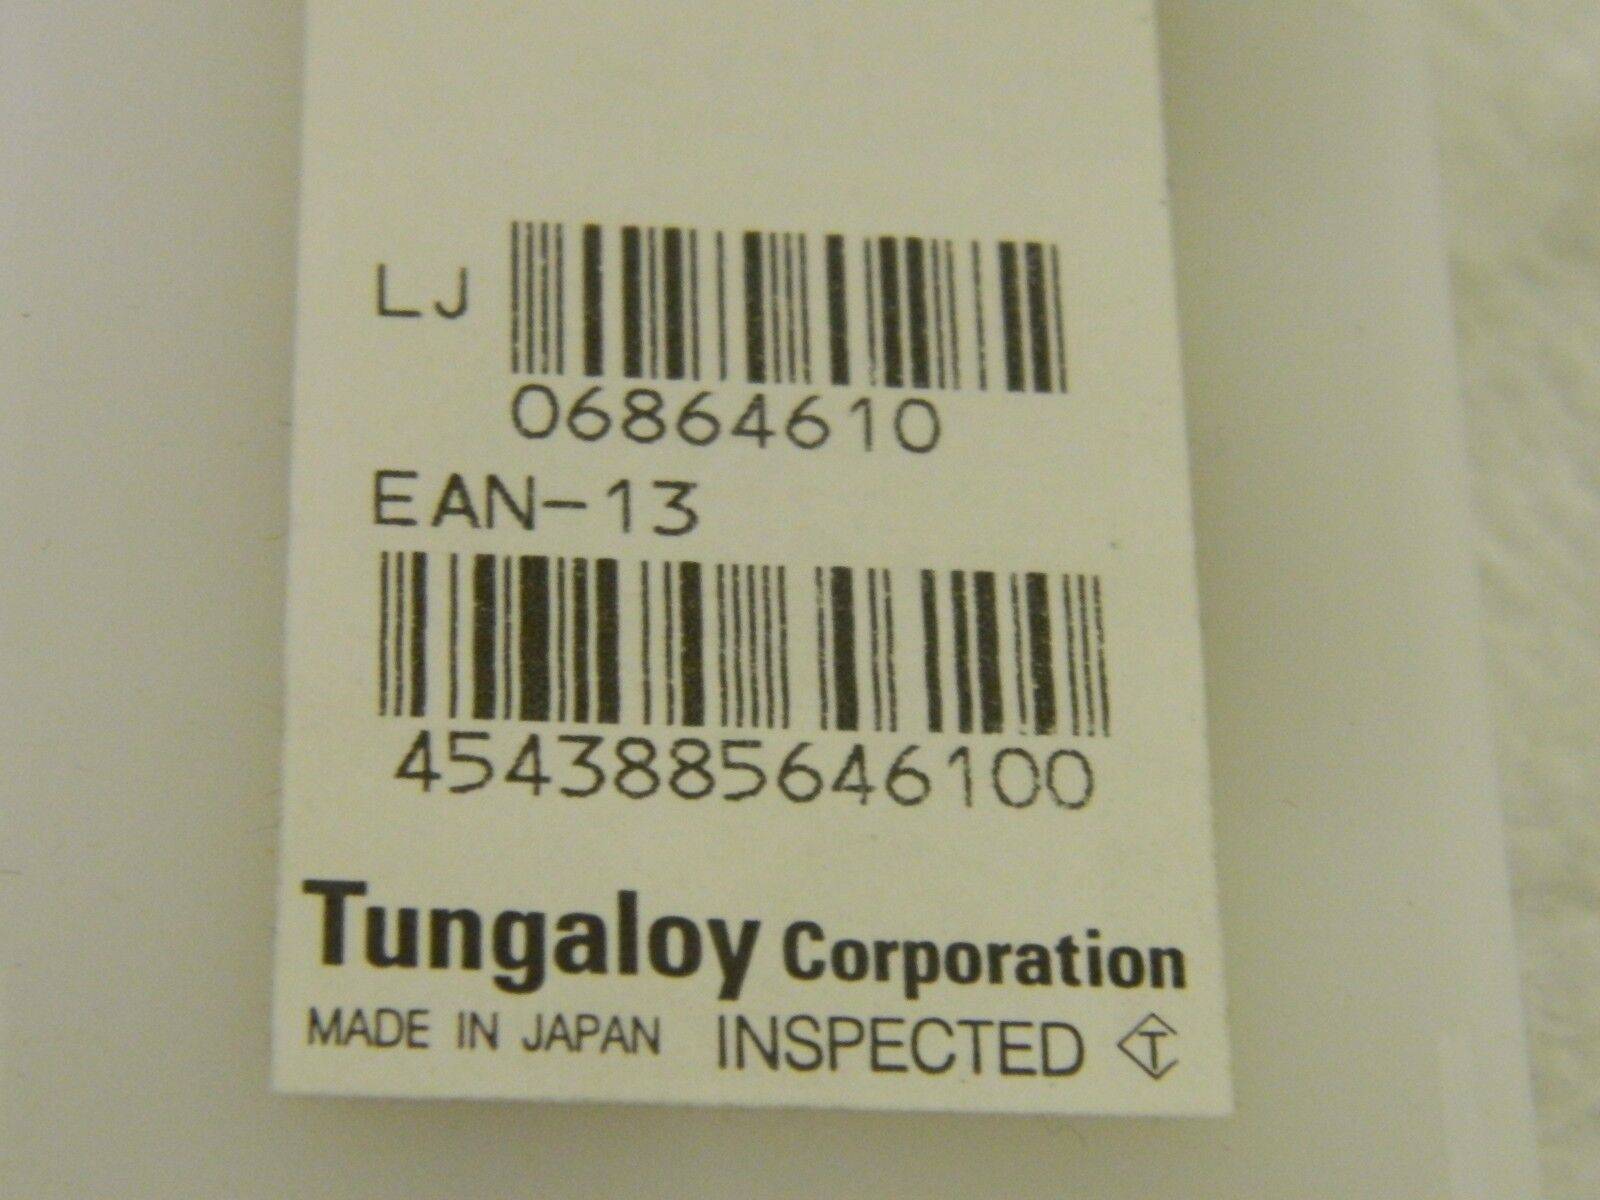 LJ
06864610
EAN-13
4543885646100
Tungaloy Corporation
MADE IN JAPAN INSPECTED T